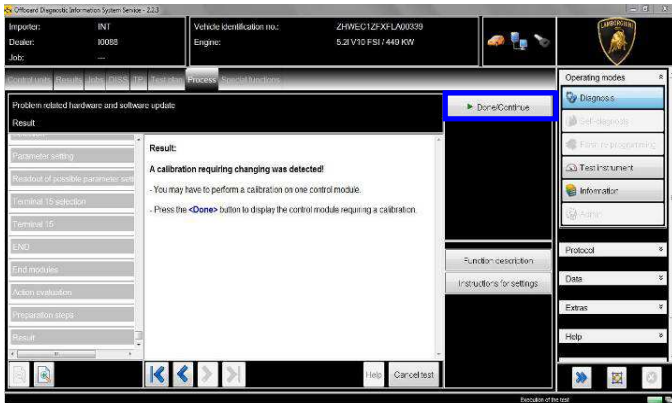 Offboard Diagnostic Information System Service - 2.2.3
Importer: INT
Dealer: 10088
Job: ---
Vehicle identification no.: ZHWEC1ZFXFLA00339
Engine: 5.2l V10 FSI / 449 KW
LAMBORGHINI
Control units Results Jobs DISS TP Test plan Process Special functions
Operating modes
Problem related hardware and software update
Result
Done/Continue
Diagnosis
Parameter setting
Readout of possible parameter sett
Terminal 15 selection
Terminal 15
END
End modules
Action evaluation
Preparation steps
Result
Result:
A calibration requiring changing was detected!
- You may have to perform a calibration on one control module.
- Press the <Done> button to display the control module requiring a calibration.
Function description
Instructions for settings
Self-diagnosis
Flash reprogramming
Test instrument
Information
Admin
Protocol
Data
Extras
Help
Help
Cancel test
Execution of the test